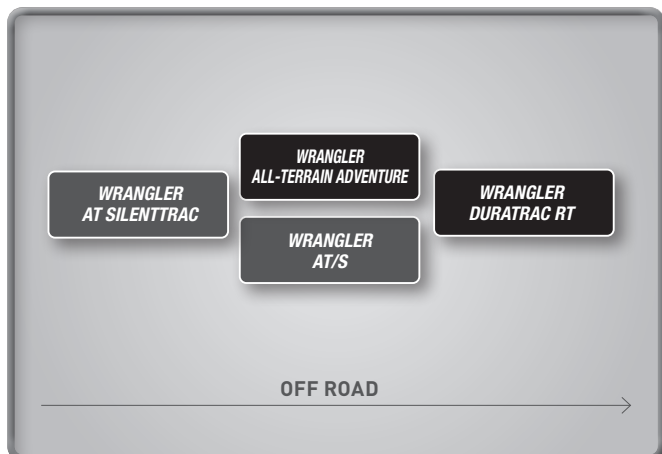 WRANGLER
ALL-TERRAIN ADVENTURE
WRANGLER
AT SILENTTRAC
WRANGLER
DURATRAC RT
WRANGLER
AT/S
OFF ROAD